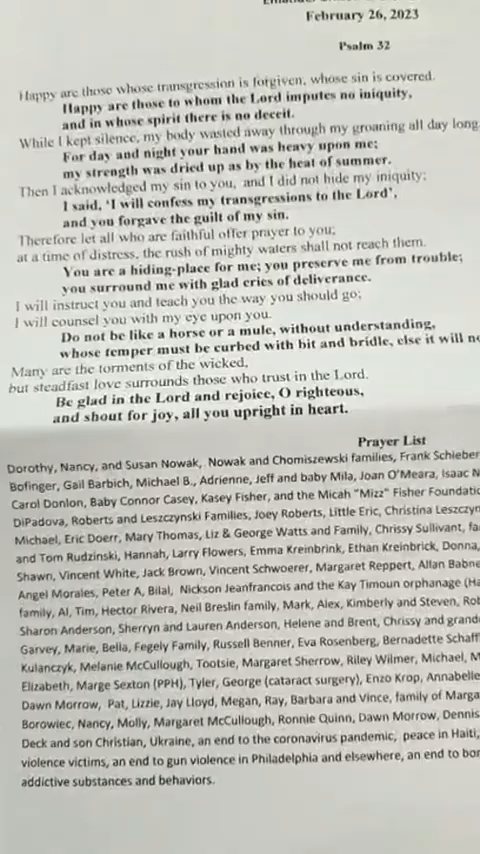 February 26, 2023
Psalm 32
Happy are those whose transgression is forgiven, whose sin is covered.
Happy are those to whom the Lord imputes no iniquity,
and in whose spirit there is no deceit.
While I kept silence, my body wasted away through my groaning all day long.
For day and night your hand was heavy upon me;
my strength was dried up as by the heat of summer.
Then I acknowledged my sin to you, and I did not hide my iniquity;
I said, ‘I will confess my transgressions to the Lord’,
and you forgave the guilt of my sin.
Therefore let all who are faithful offer prayer to you;
at a time of distress, the rush of mighty waters shall not reach them.
You are a hiding-place for me; you preserve me from trouble;
you surround me with glad cries of deliverance.
I will instruct you and teach you the way you should go;
I will counsel you with my eye upon you.
Do not be like a horse or a mule, without understanding,
whose temper must be curbed with bit and bridle, else it will
Many are the torments of the wicked,
but steadfast love surrounds those who trust in the Lord.
Be glad in the Lord and rejoice, O righteous,
and shout for joy, all you upright in heart.
Prayer List
Dorothy, Nancy, and Susan Nowak, Nowak and Chomiszewski families, Frank Schieber
Bofinger, Gail Barbich, Michael B., Adrienne, Jeff and baby Mila, Joan O’Meara, Isaac N
Carol Donlon, Baby Connor Casey, Kasey Fisher, and the Micah “Mizz” Fisher Foundatio
DiPadova, Roberts and Leszczynski Families, Joey Roberts, Little Eric, Christina Leszczyn
Michael, Eric Doerr, Mary Thomas, Liz & George Watts and Family, Chrissy Sullivant, fa
and Tom Rudzinski, Hannah, Larry Flowers, Emma Kreinbrink, Ethan Kreinbrick, Donna,
Shawn, Vincent White, Jack Brown, Vincent Schwoerer, Margaret Reppert, Allan Babne
Angel Morales, Peter A, Bilal, Nickson Jeanfrancois and the Kay Timoun orphanage (Ha
family, Al, Tim, Hector Rivera, Neil Breslin family, Mark, Alex, Kimberly and Steven, Rob
Sharon Anderson, Sherryn and Lauren Anderson, Helene and Brent, Chrissy and grand
Garvey, Marie, Bella, Fegely Family, Russell Benner, Eva Rosenberg, Bernadette Schaff
Kulanczyk, Melanie McCullough, Tootsie, Margaret Sherrow, Riley Wilmer, Michael, M
Elizabeth, Marge Sexton (PPH), Tyler, George (cataract surgery), Enzo Krop, Annabelle
Dawn Morrow, Pat, Lizzie, Jay Lloyd, Megan, Ray, Barbara and Vince, family of Marga
Borowiec, Nancy, Molly, Margaret McCullough, Ronnie Quinn, Dawn Morrow, Dennis
Deck and son Christian, Ukraine, an end to the coronavirus pandemic, peace in Haiti,
violence victims, an end to gun violence in Philadelphia and elsewhere, an end to bor
addictive substances and behaviors.